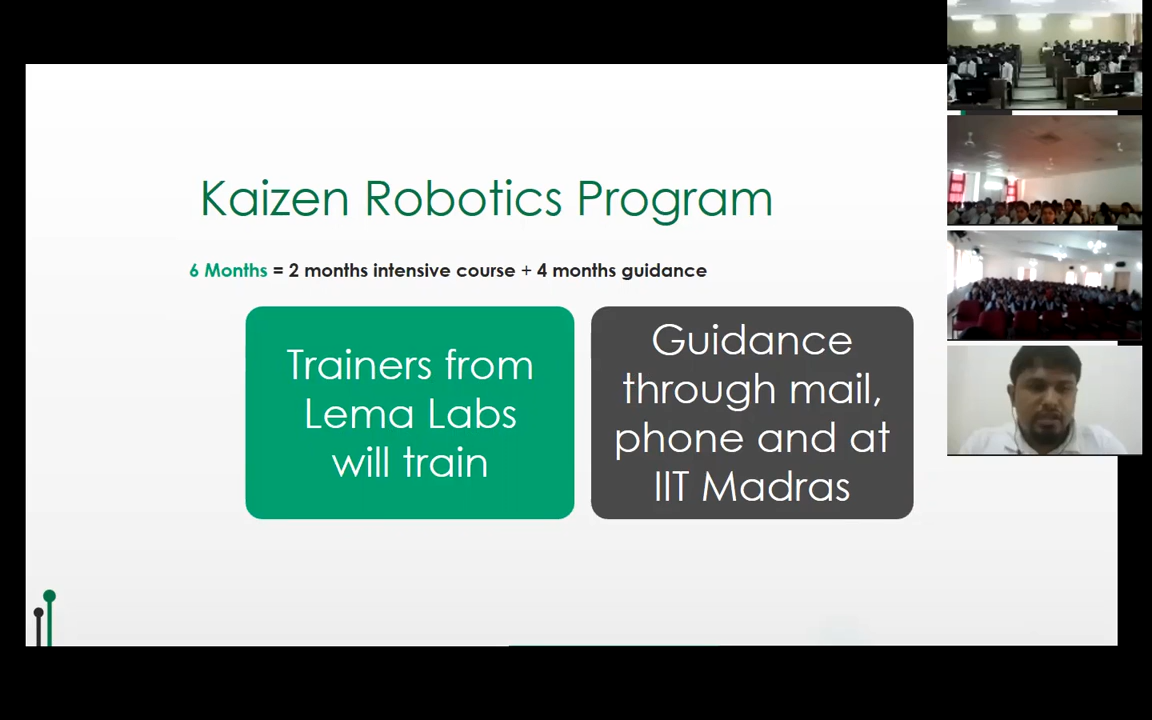 Kaizen Robotics Program
6 Months = 2 months intensive course + 4 months guidance
Trainers from
Lema Labs
will train
Guidance
through mail,
phone and at
IIT Madras